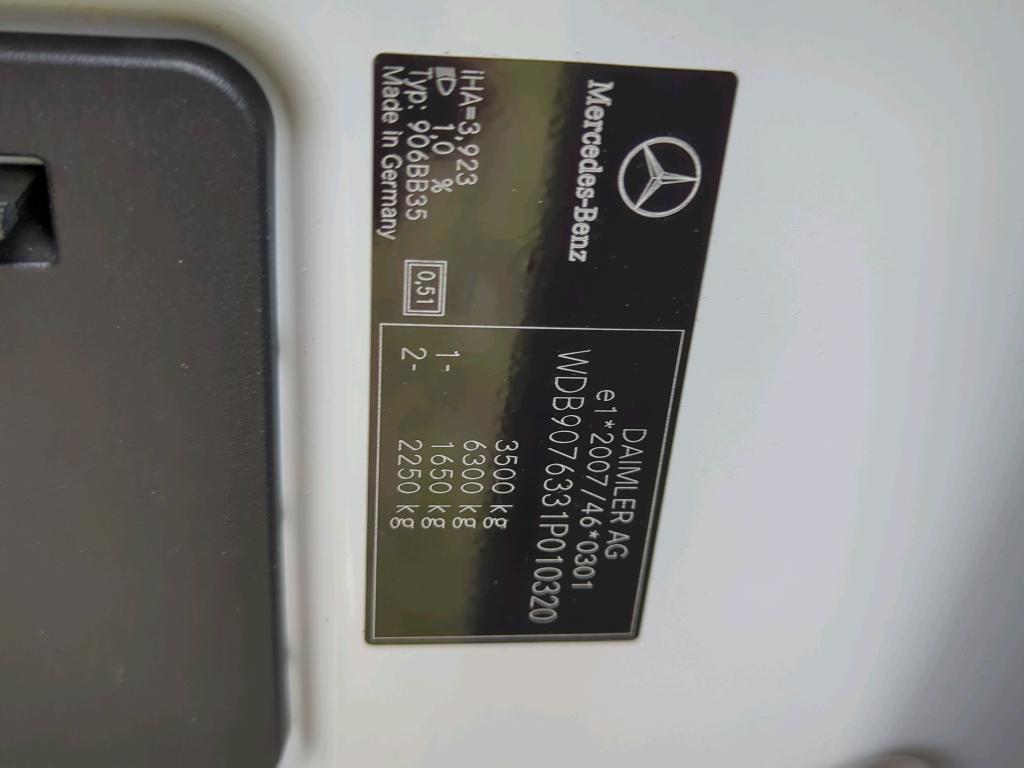 Mercedes-Benz
DAIMLER AG
e1*2007/46*0301
WDB9076331P010320
3500 kg
6300 kg
1- 1650 kg
2- 2250 kg
iHA=3,923
1,0 %
Typ: 906BB35
Made in Germany
0,51